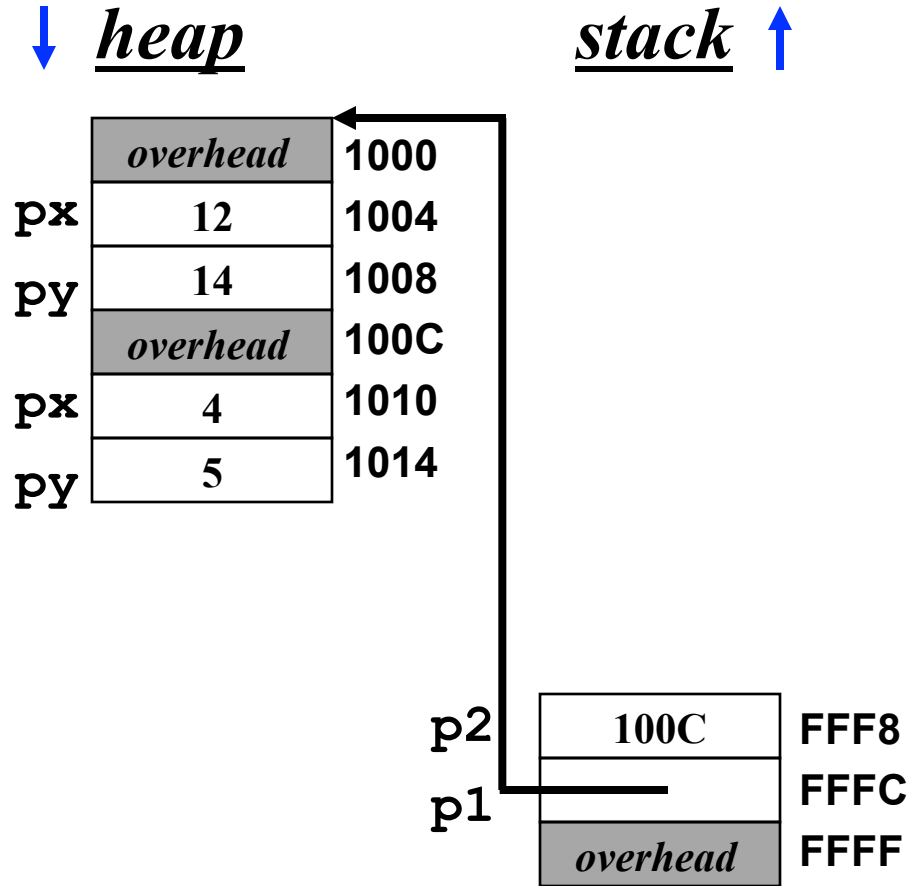 heap
stack
overhead 1000
px 12 1004
py 14 1008
overhead 100C
px 4 1010
py 5 1014
p2 100C FFF8
p1 FFFC
overhead FFFF